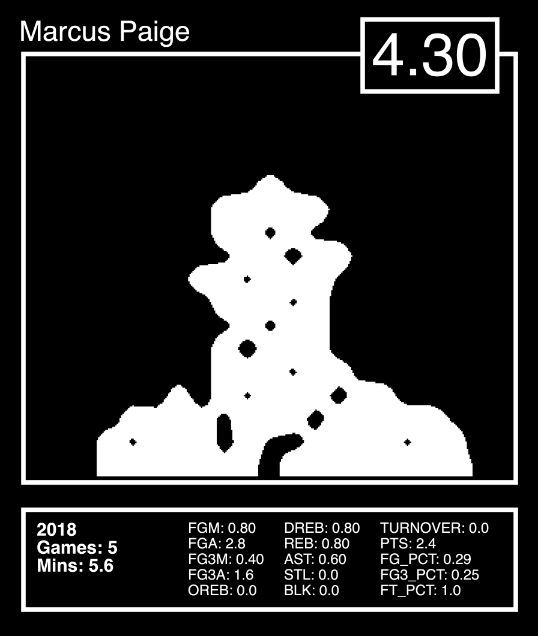 Marcus Paige
4.30
2018
Games: 5
Mins: 5.6
FGM: 0.80
FGA: 2.8
FG3M: 0.40
FG3A: 1.6
OREB: 0.0
DREB: 0.80
REB: 0.80
AST: 0.60
STL: 0.0
BLK: 0.0
TURNOVER: 0.0
PTS: 2.4
FG_PCT: 0.29
FG3_PCT: 0.25
FT_PCT: 1.0